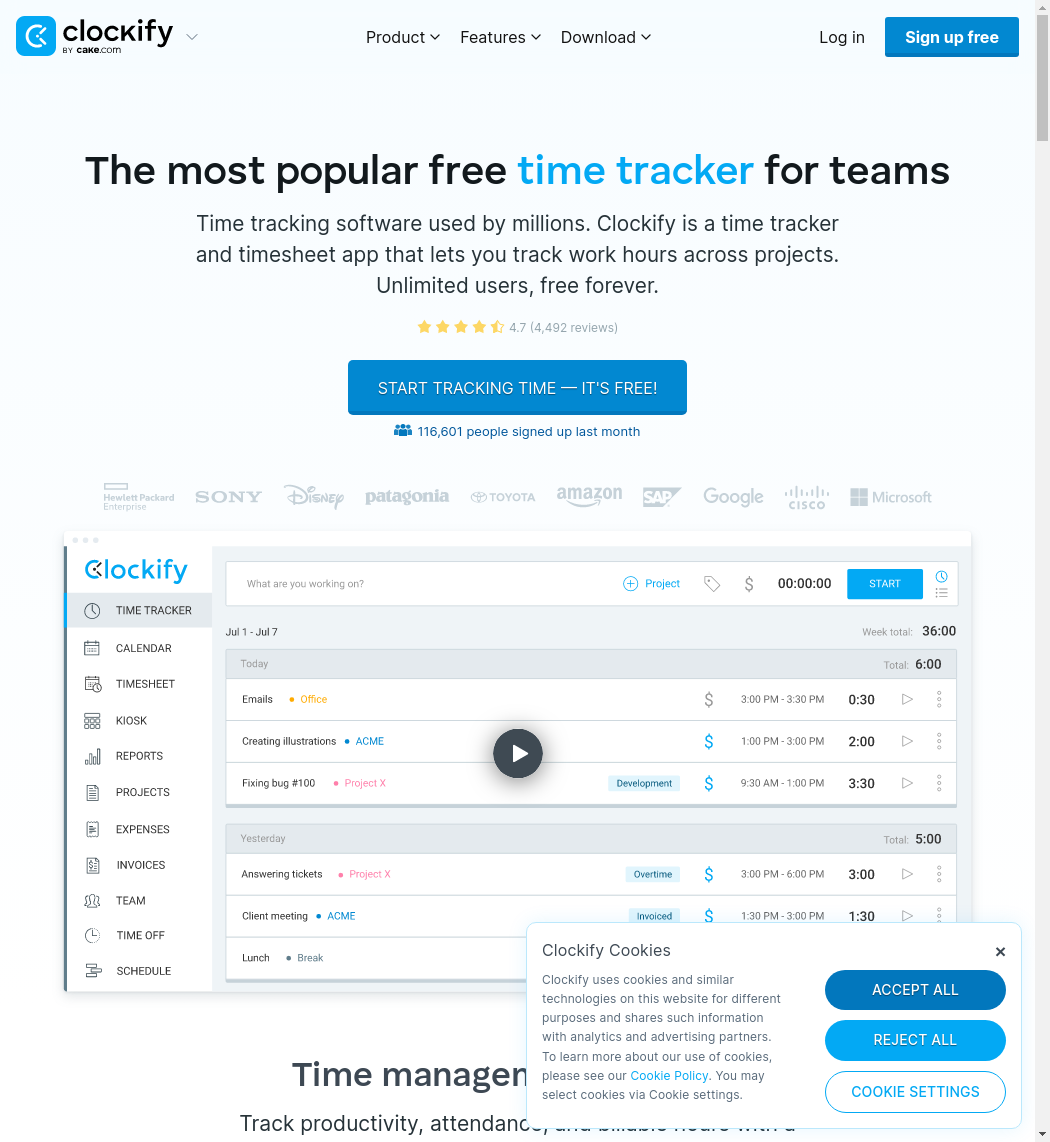 clockify
BY cake.com
Product
Features
Download
Log in
Sign up free
The most popular free time tracker for teams
Time tracking software used by millions. Clockify is a time tracker
and timesheet app that lets you track work hours across projects.
Unlimited users, free forever.
4.7 (4,492 reviews)
START TRACKING TIME — IT'S FREE!
116,601 people signed up last month
Hewlett Packard
Enterprise
SONY
Disney
patagonia
TOYOTA
amazon
SAP
Google
CISCO
Microsoft
Clockify
What are you working on?
Project
$
00:00:00
START
TIME TRACKER
CALENDAR
TIMESHEET
KIOSK
REPORTS
PROJECTS
EXPENSES
INVOICES
TEAM
TIME OFF
SCHEDULE
Jul 1 - Jul 7
Week total: 36:00
Today
Total: 6:00
Emails • Office $ 3:00 PM - 3:30 PM 0:30
Creating illustrations • ACME $ 1:00 PM - 3:00 PM 2:00
Fixing bug #100 • Project X Development $ 9:30 AM - 1:00 PM 3:30
Yesterday
Total: 5:00
Answering tickets • Project X Overtime $ 3:00 PM - 6:00 PM 3:00
Client meeting • ACME Invoiced $ 1:30 PM - 3:00 PM 1:30
Lunch • Break
Clockify Cookies
×
Clockify uses cookies and similar
technologies on this website for different
purposes and shares such information
with analytics and advertising partners.
To learn more about our use of cookies,
please see our Cookie Policy. You may
select cookies via Cookie settings.
ACCEPT ALL
REJECT ALL
COOKIE SETTINGS
Time manage
Track productivity, attendance, and billable hours with a